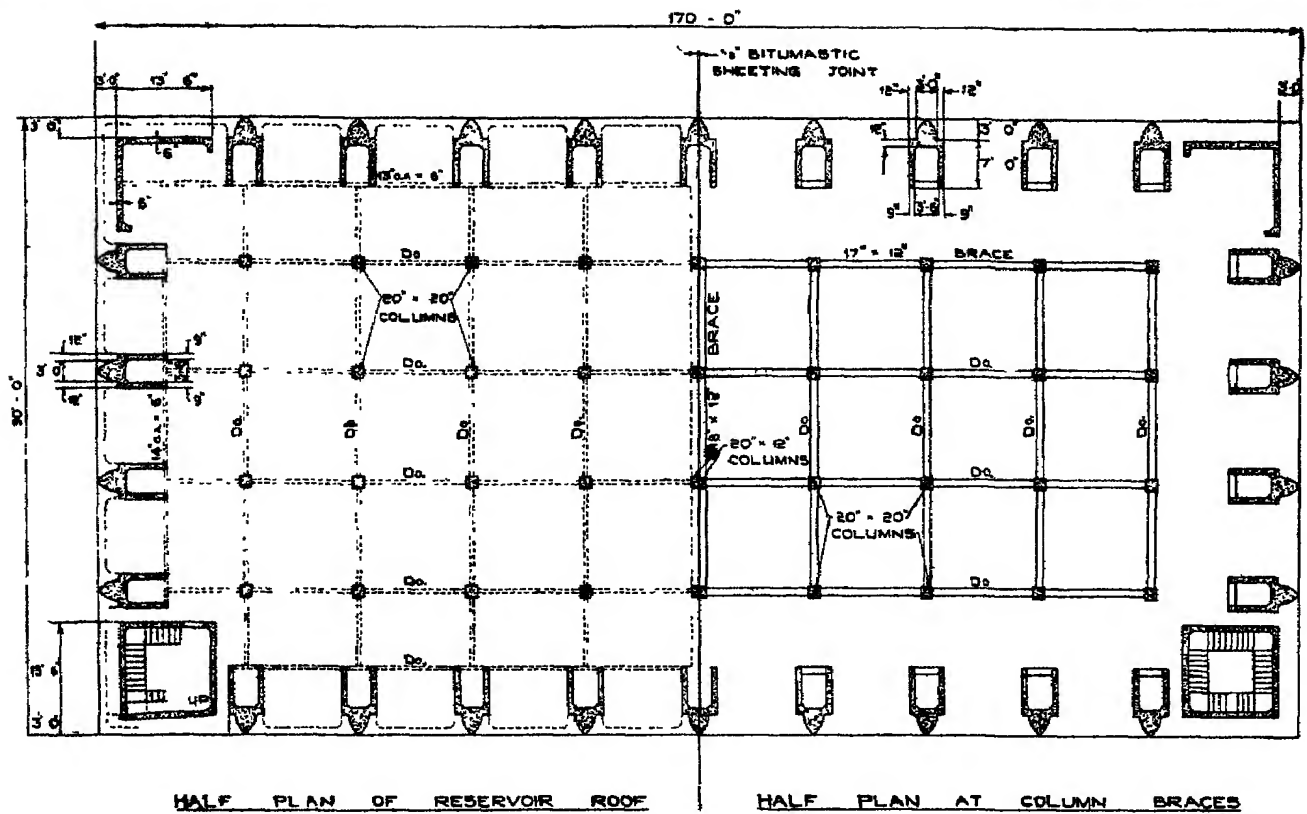 170 - 0"
BITUMASTIC
SHEETING JOINT
3'.0" 13' 6"
12" 12"
3' 0"
3' 0"
6"
6"
7' 0"
9" 9"
Do
17" = 12" BRACE
20" = 20"
COLUMNS
BRACE
12" 9"
3' 0"
9"
Do. Do.
90' - 0"
Do Do Do Do Do Do Do
20" = 12"
COLUMNS
Do. Do.
20" = 20"
COLUMNS
Do. Do
13' 6"
Do.
UP
3' 0"
HALF PLAN OF RESERVOIR ROOF
HALF PLAN AT COLUMN BRACES